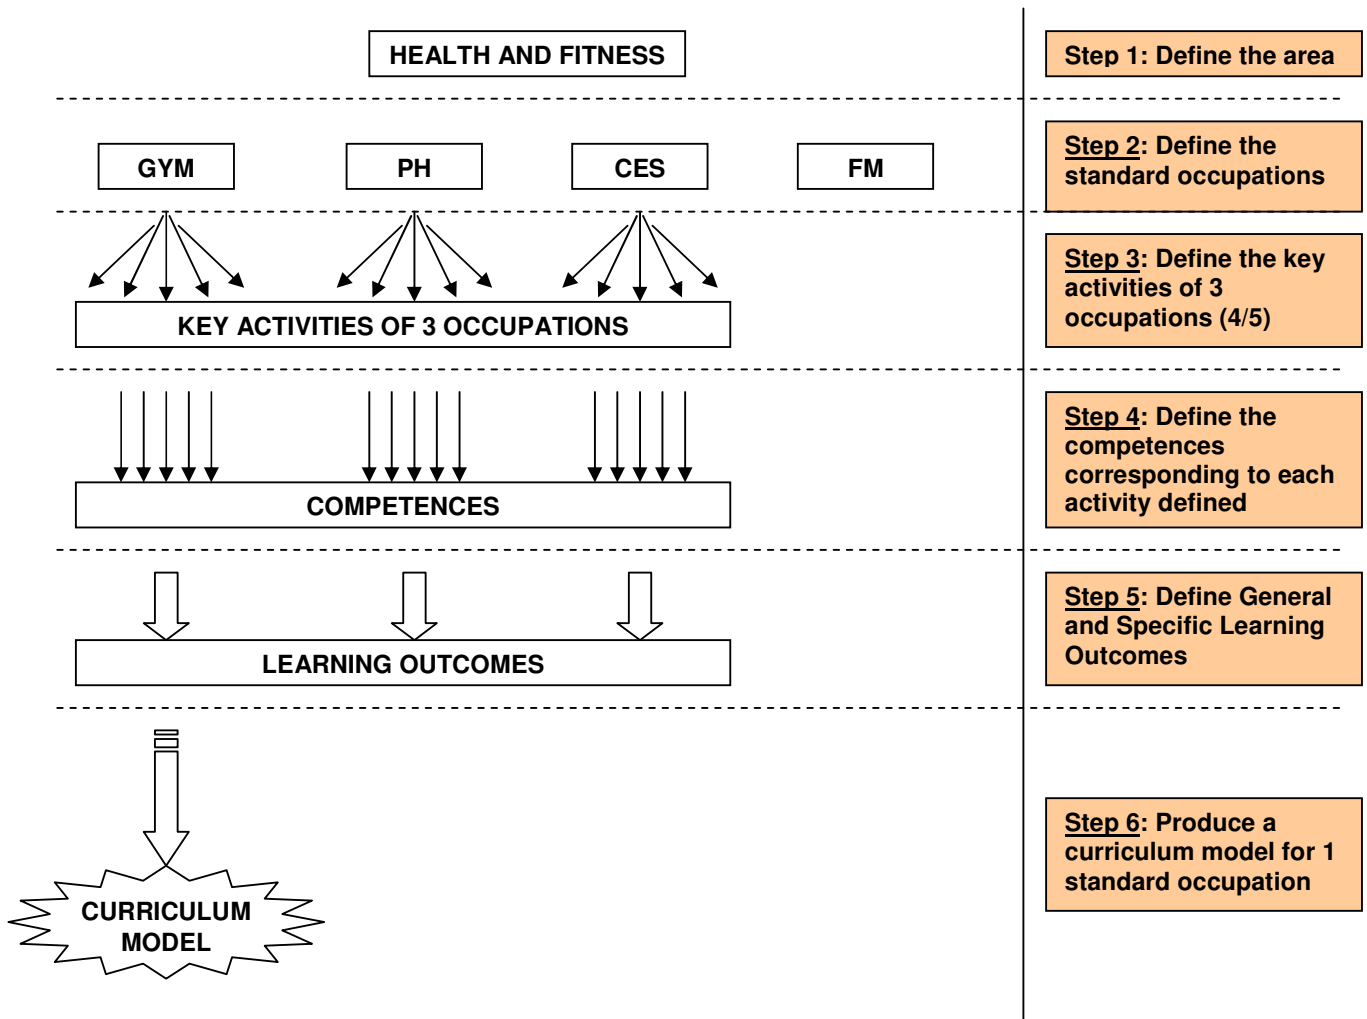 HEALTH AND FITNESS
Step 1: Define the area
GYM
PH
CES
FM
Step 2: Define the
standard occupations
KEY ACTIVITIES OF 3 OCCUPATIONS
Step 3: Define the key
activities of 3
occupations (4/5)
COMPETENCES
Step 4: Define the
competences
corresponding to each
activity defined
LEARNING OUTCOMES
Step 5: Define General
and Specific Learning
Outcomes
CURRICULUM
MODEL
Step 6: Produce a
curriculum model for 1
standard occupation